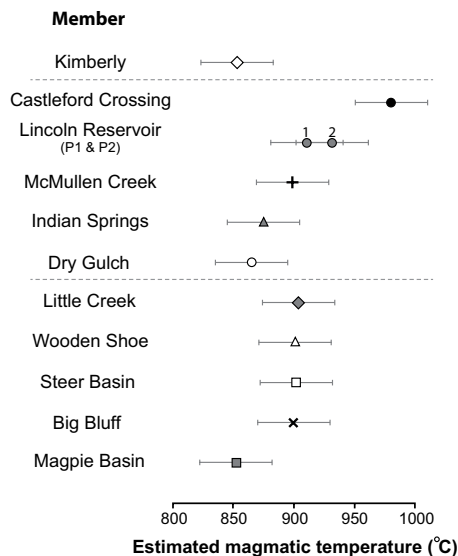 Member
Kimberly
Castleford Crossing
Lincoln Reservoir
(P1 & P2)
1 2
McMullen Creek
Indian Springs
Dry Gulch
Little Creek
Wooden Shoe
Steer Basin
Big Bluff
Magpie Basin
800 850 900 950 1000
Estimated magmatic temperature (°C)